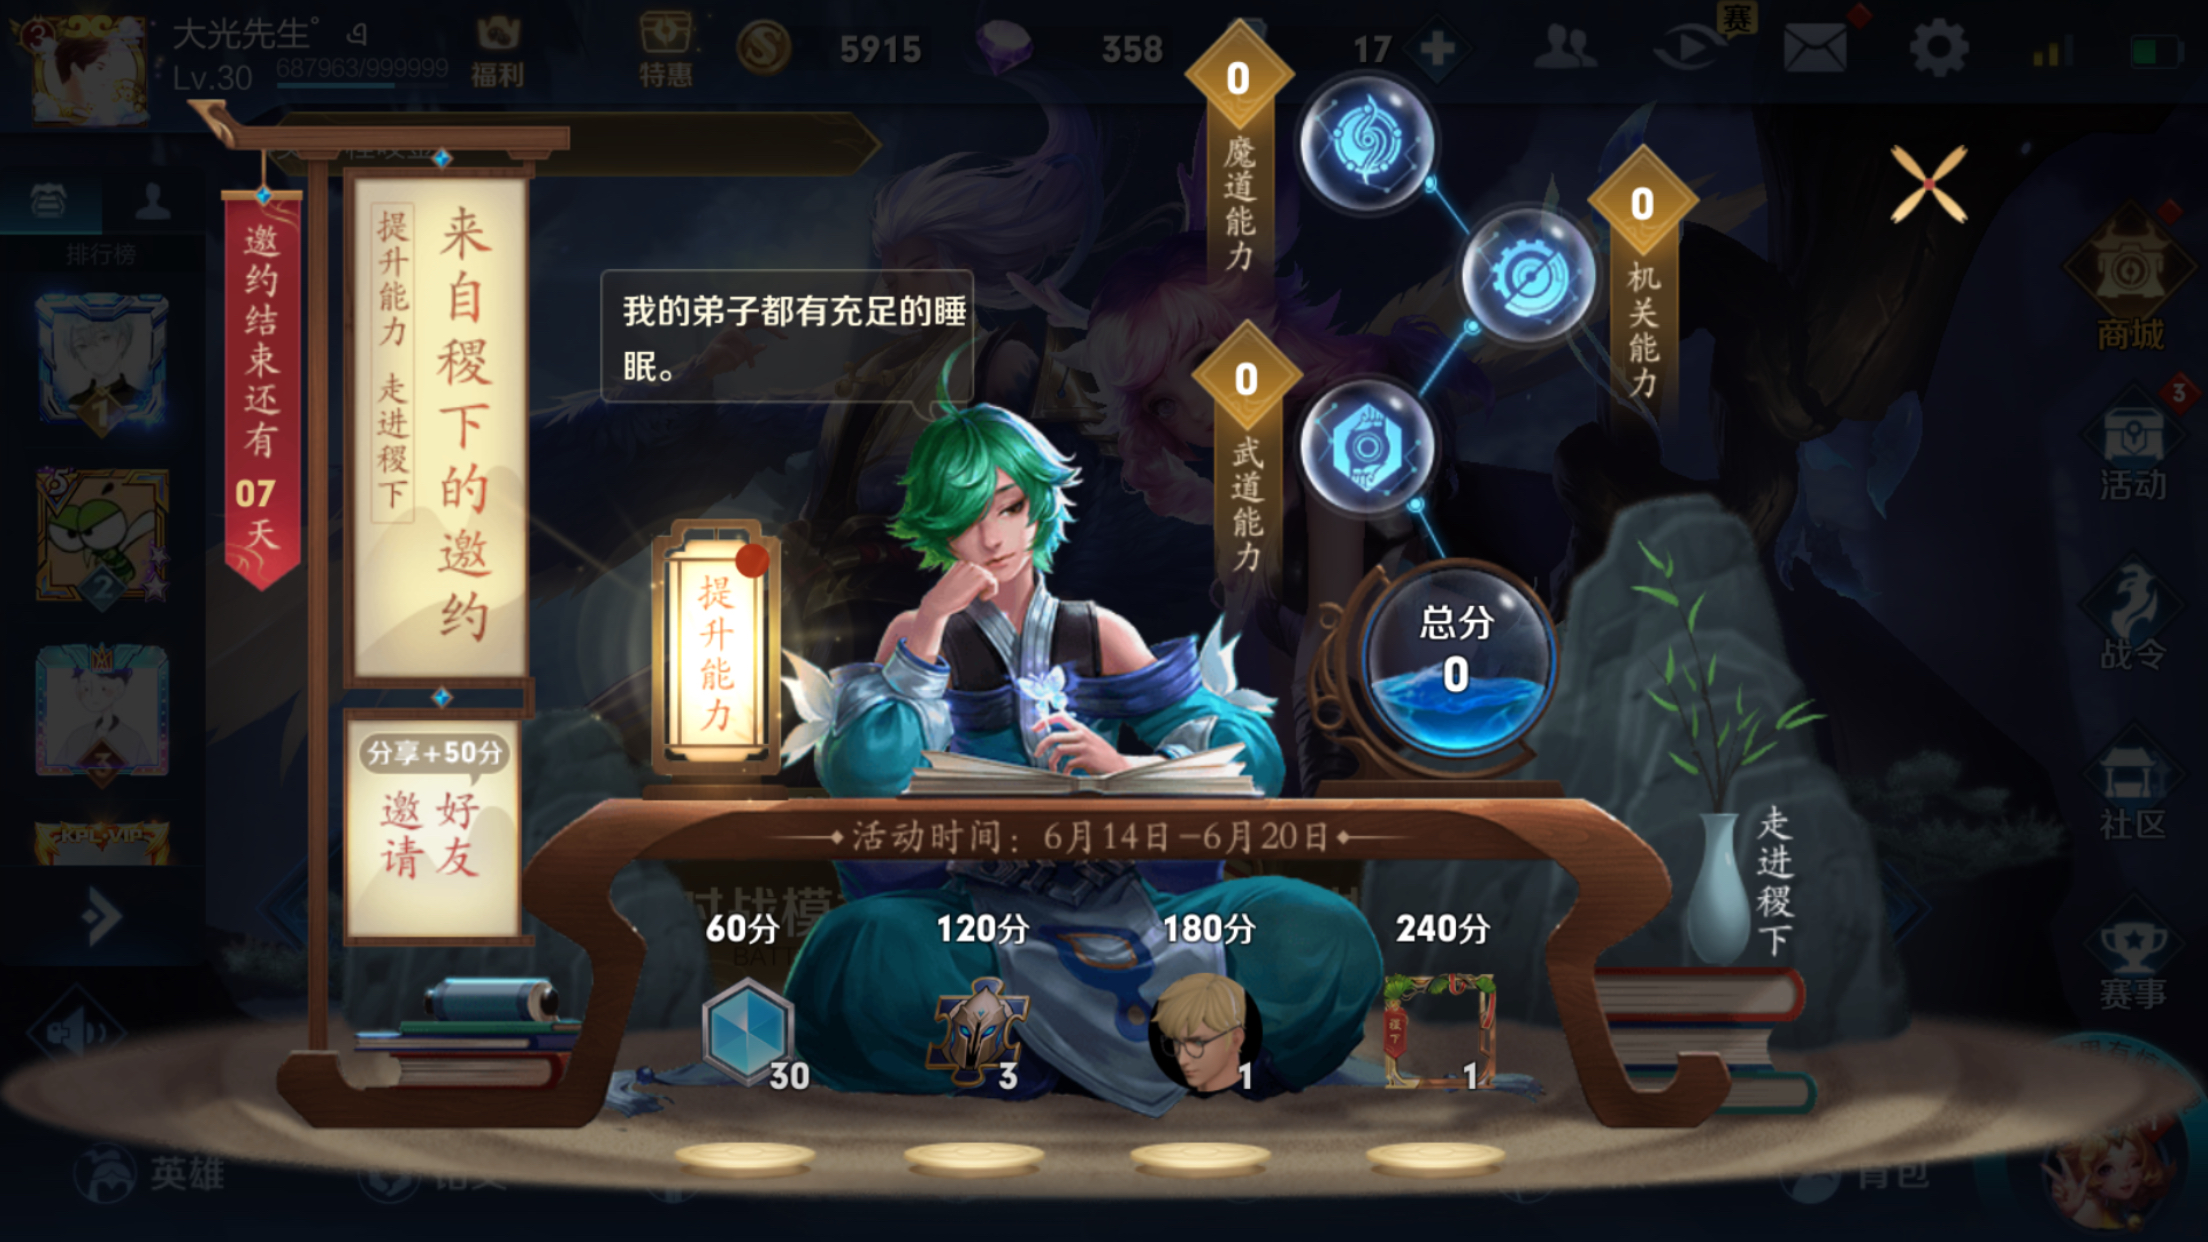 3
大光先生°
Lv.30
687963/999999
福利
特惠
5915
358
17
赛
排行榜
1
2
3
KPL·VIP
邀约结束还有
07
天
来自稷下的邀约
提升能力 走进稷下
分享+50分
好友
邀请
我的弟子都有充足的睡
眠。
提升能力
0
魔道能力
0
机关能力
0
武道能力
总分
0
活动时间：6月14日-6月20日
60分
120分
180分
240分
30
3
1
1
走进稷下
商城
3
活动
战令
社区
赛事
英雄
背包